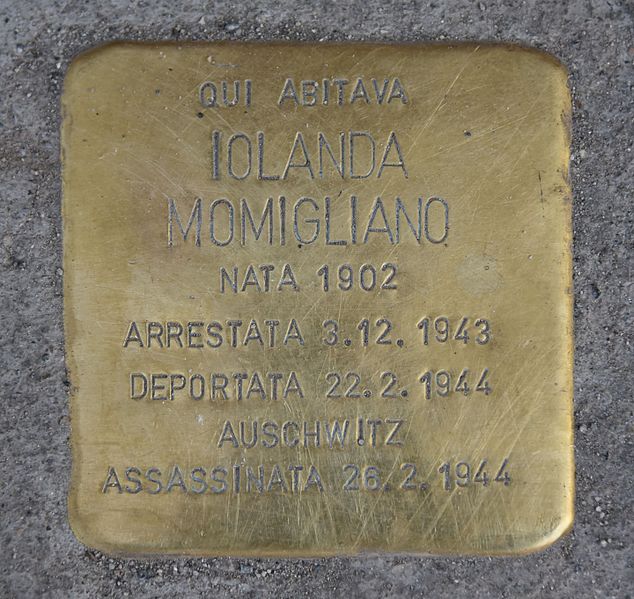 QUI ABITAVA
IOLANDA
MOMIGLIANO
NATA 1902
ARRESTATA 3.12.1943
DEPORTATA 22.2.1944
AUSCHWITZ
ASSASSINATA 26.2.1944